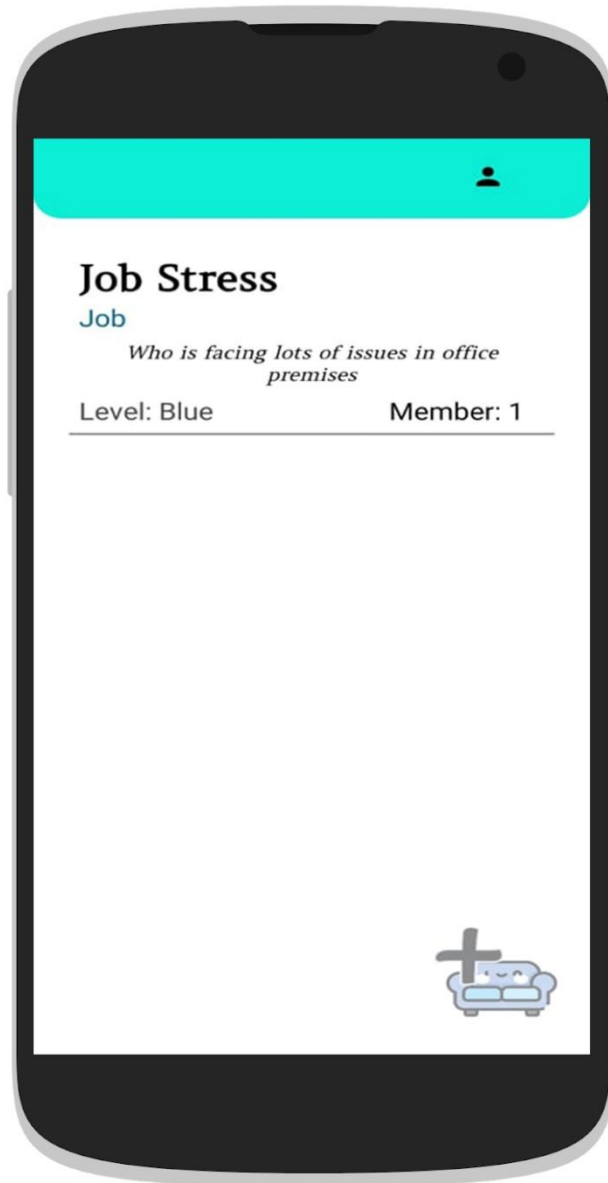 Job Stress
Job
Who is facing lots of issues in office
premises
Level: Blue Member: 1